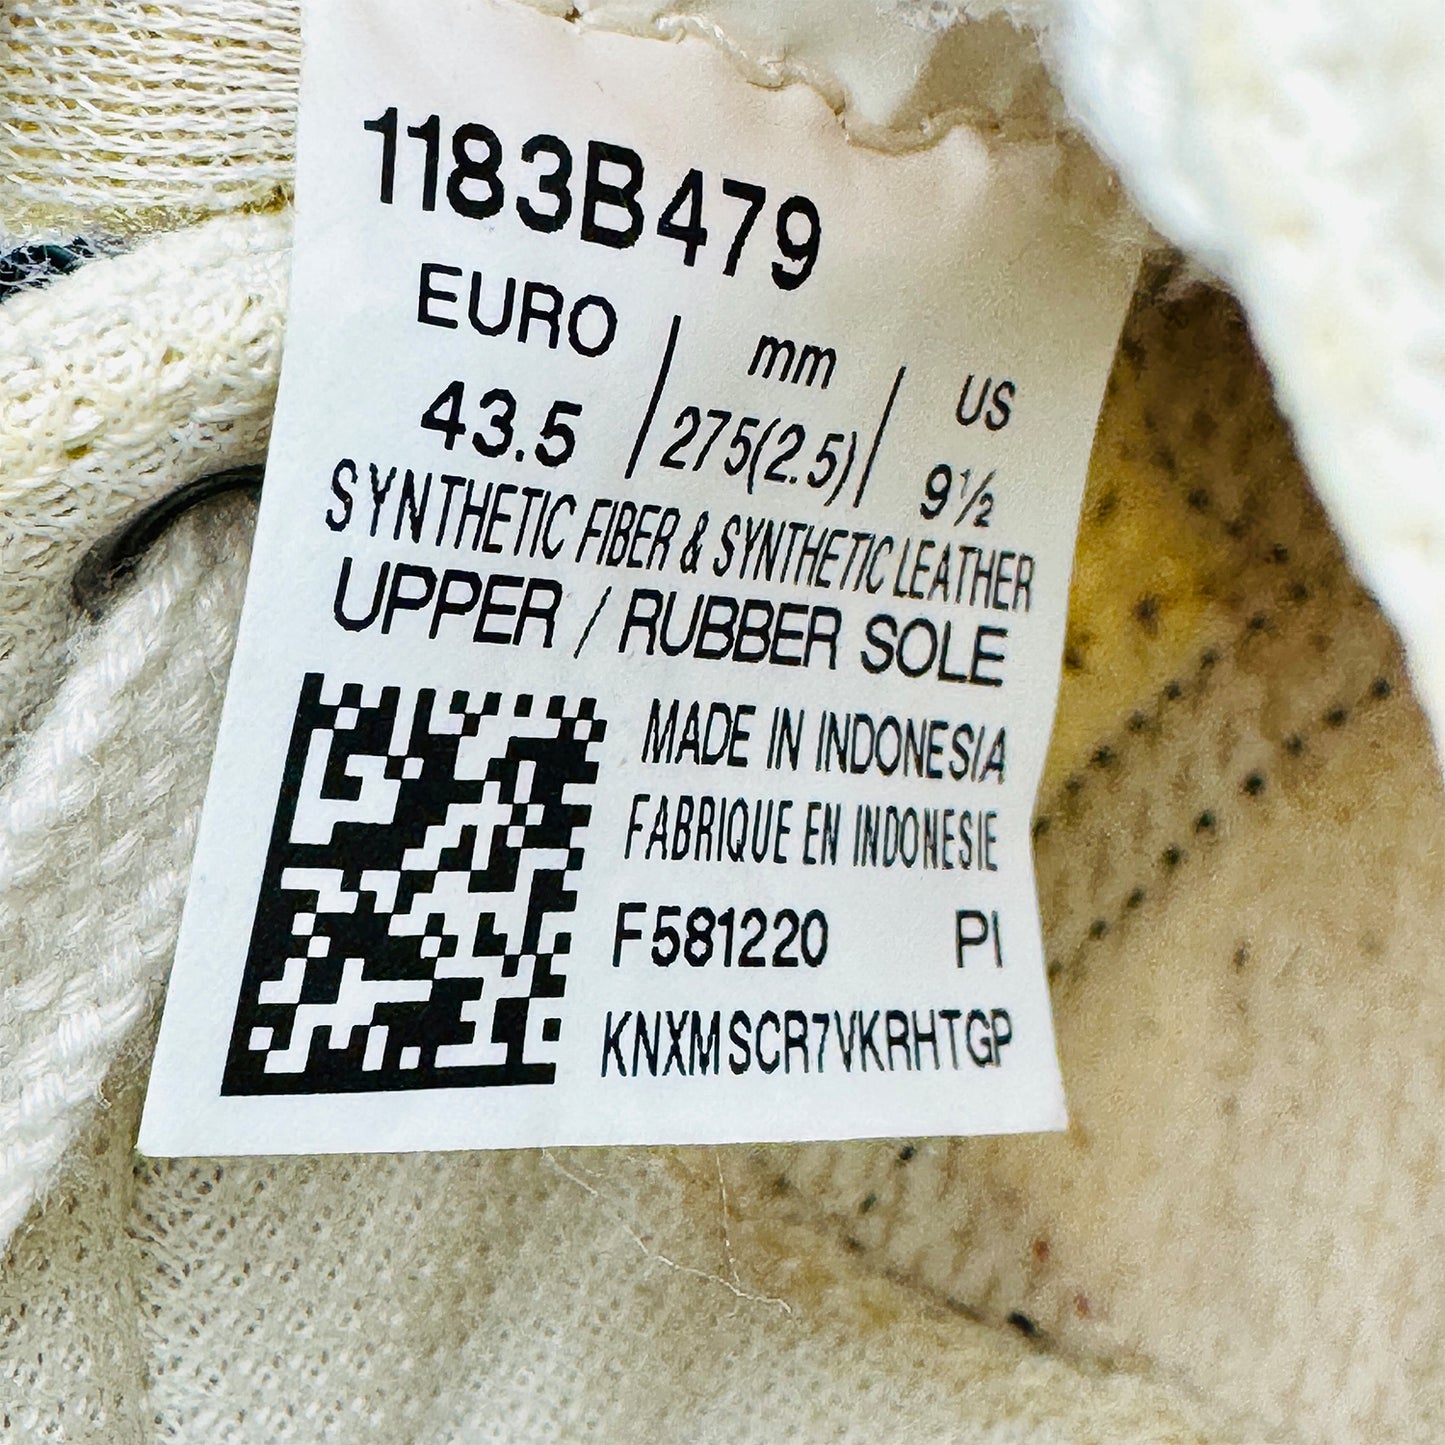 1183B479
EURO | mm | US
43.5 | 275(2.5) | 9½
SYNTHETIC FIBER & SYNTHETIC LEATHER
UPPER / RUBBER SOLE
MADE IN INDONESIA
FABRIQUE EN INDONESIE
F581220 PI
KNXMSCR7VKRHTGP